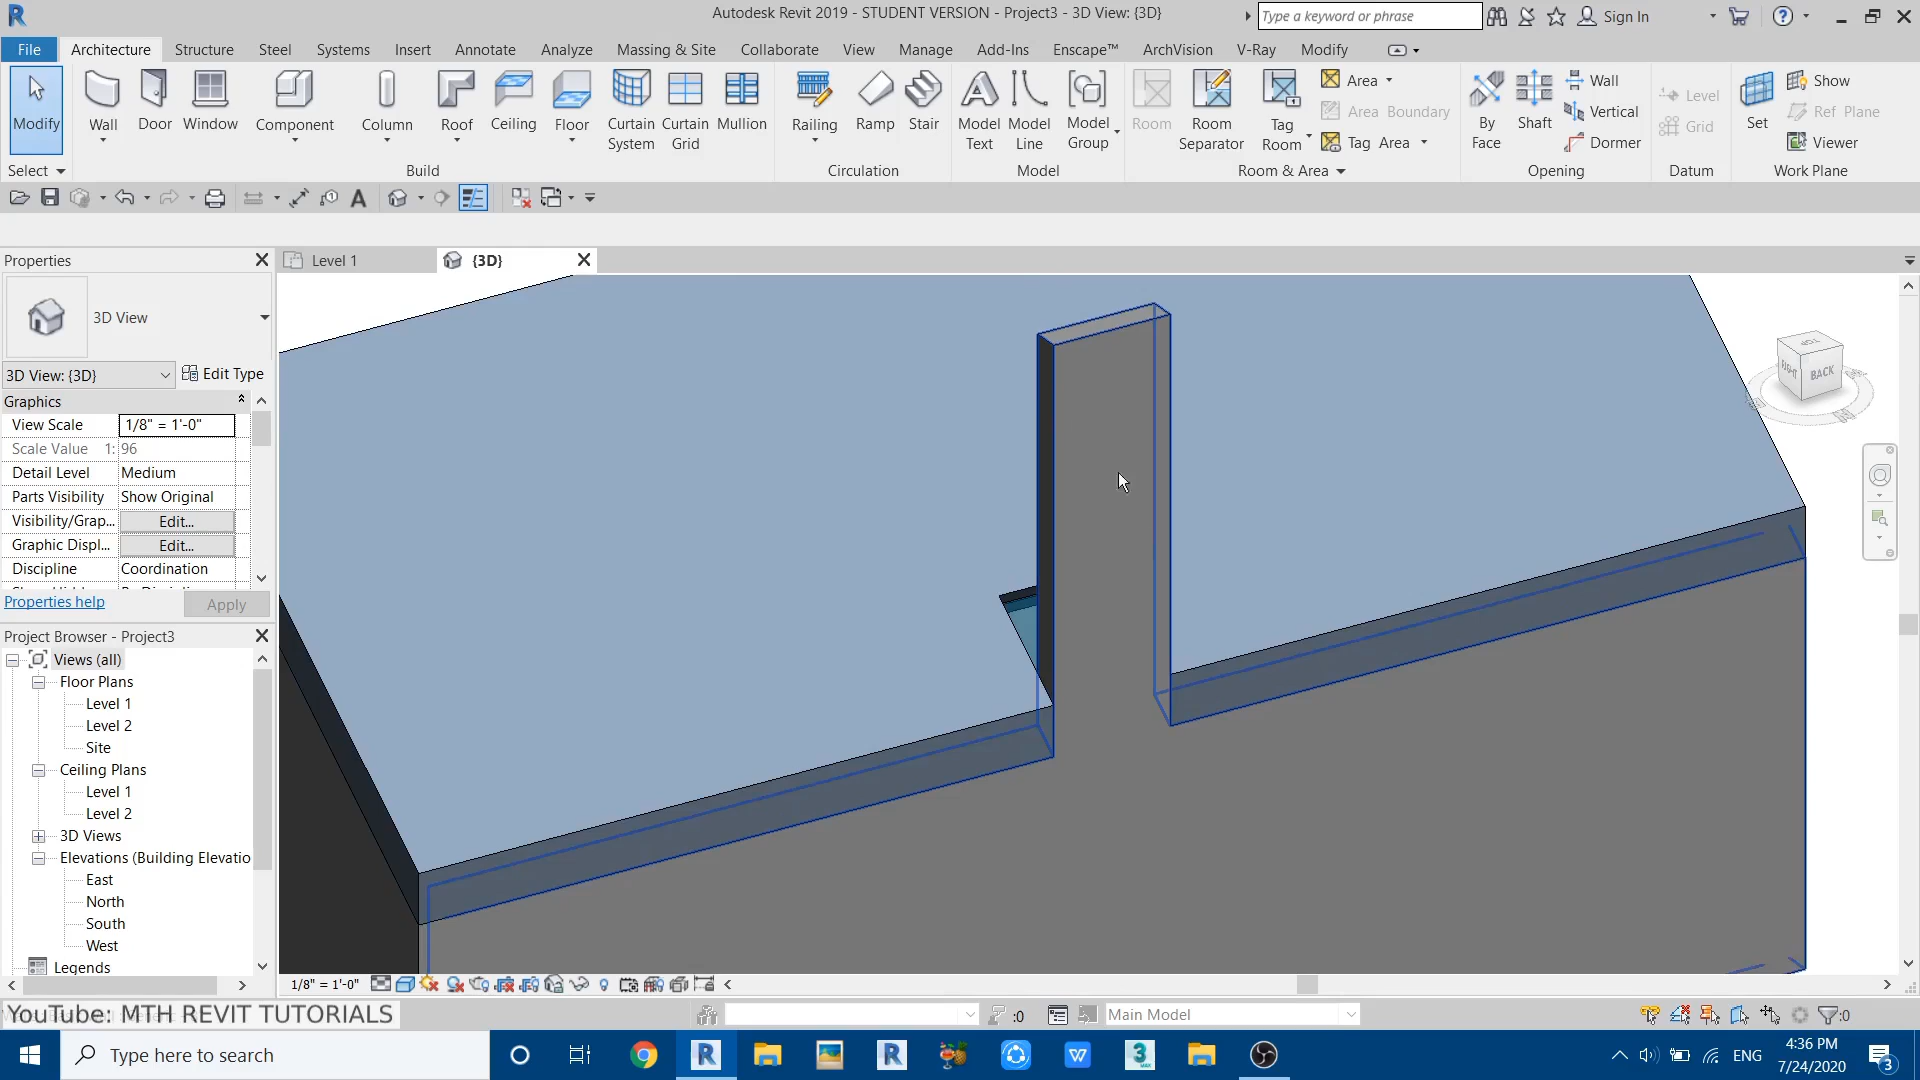 Autodesk Revit 2019 - STUDENT VERSION - Project3 - 3D View: {3D}
Type a keyword or phrase
Sign In
File Architecture Structure Steel Systems Insert Annotate Analyze Massing & Site Collaborate View Manage Add-Ins Enscape™ ArchVision V-Ray Modify
Modify
Wall
Door
Window
Component
Column
Roof
Ceiling
Floor
Curtain System
Curtain Grid
Mullion
Railing
Ramp
Stair
Model Text
Model Line
Model Group
Room
Room Separator
Tag Room
Area
Area Boundary
Tag Area
By Face
Shaft
Wall
Vertical
Dormer
Level
Grid
Set
Show
Ref Plane
Viewer
Select
Build
Circulation
Model
Room & Area
Opening
Datum
Work Plane
Properties
Level 1
{3D}
3D View
3D View: {3D}
Edit Type
Graphics
View Scale 1/8" = 1'-0"
Scale Value 1: 96
Detail Level Medium
Parts Visibility Show Original
Visibility/Grap... Edit...
Graphic Displ... Edit...
Discipline Coordination
Properties help
Apply
Project Browser - Project3
Views (all)
Floor Plans
Level 1
Level 2
Site
Ceiling Plans
Level 1
Level 2
3D Views
Elevations (Building Elevatio
East
North
South
West
Legends
TOP
RIGHT
BACK
1/8" = 1'-0"
YouTube: MTH REVIT TUTORIALS
:0
Main Model
:0
Type here to search
ENG
4:36 PM
7/24/2020
3